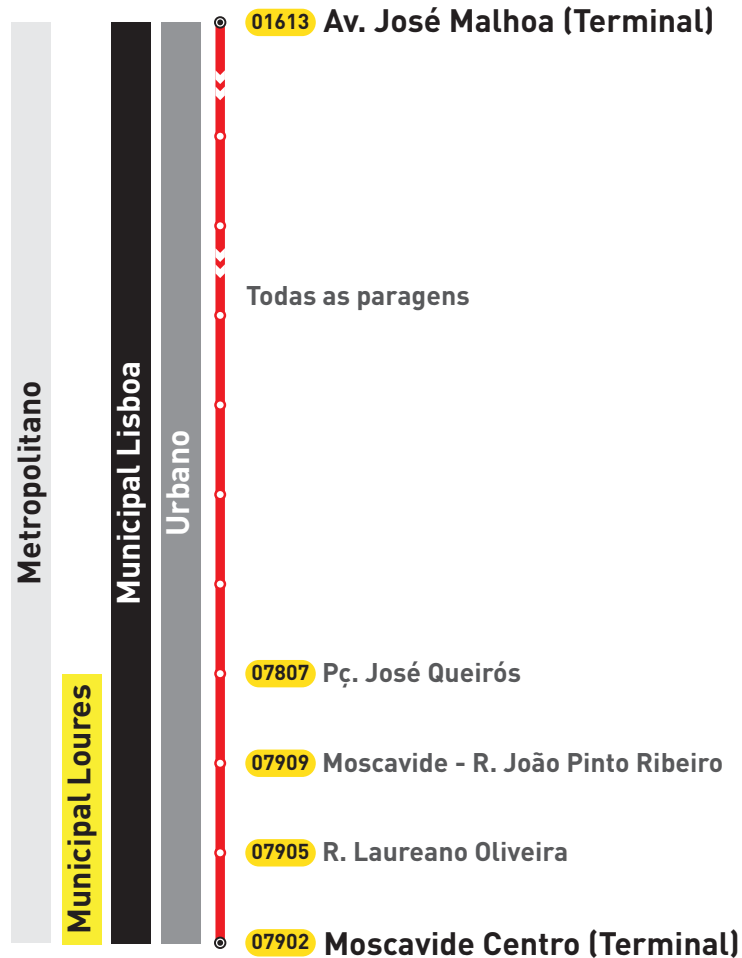 01613 Av. José Malhoa (Terminal)
Todas as paragens
Metropolitano
Municipal Loures
Municipal Lisboa
Urbano
07807 Pç. José Queirós
07909 Moscavide - R. João Pinto Ribeiro
07905 R. Laureano Oliveira
07902 Moscavide Centro (Terminal)